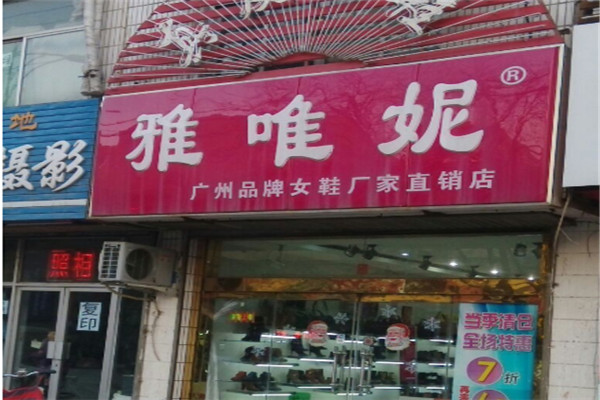 雅唯妮®
广州品牌女鞋厂家直销店
地
摄影
照相
复印
当季清仓
全场特惠
7折